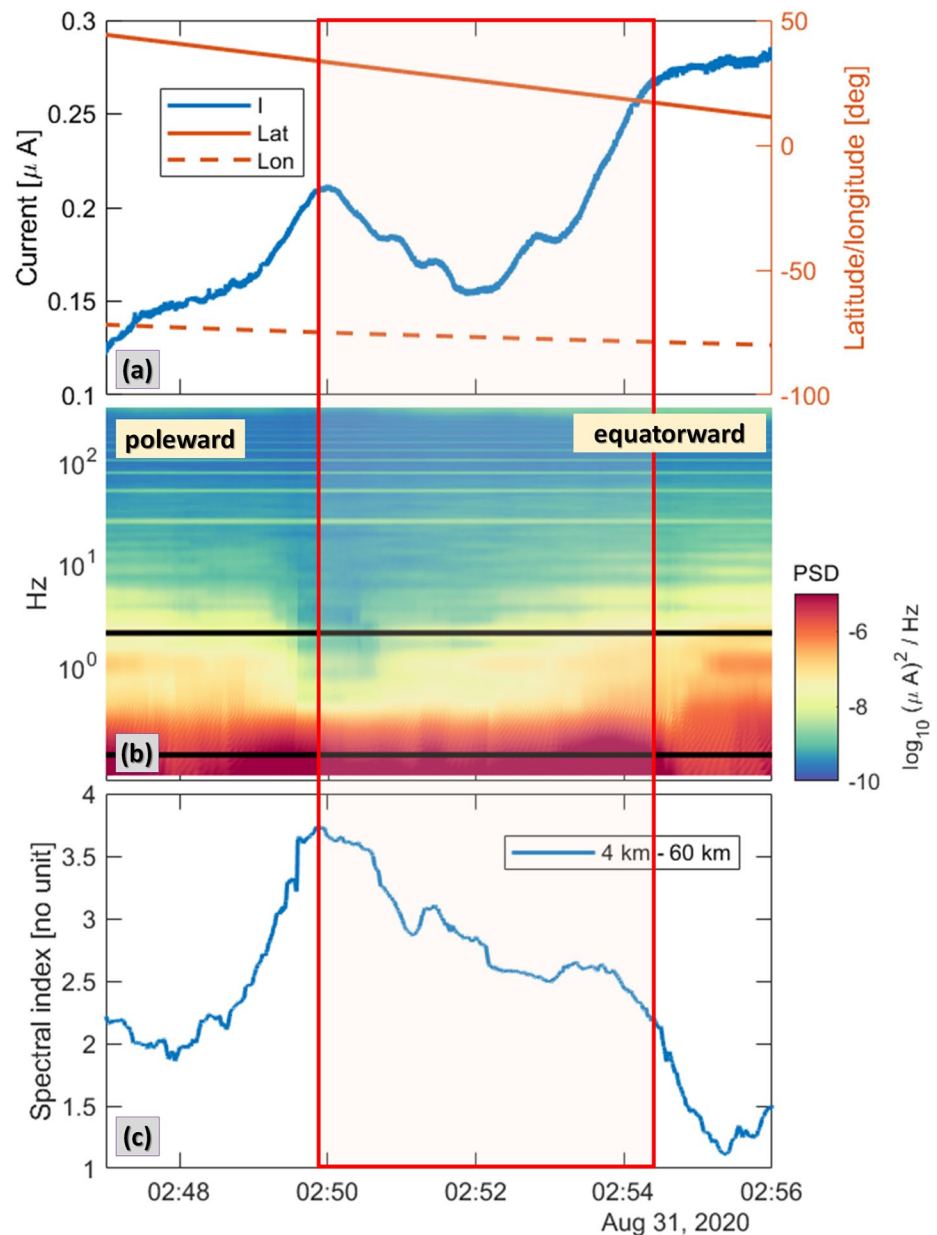 0.3
0.25
0.2
0.15
0.1
Current [μ A]
I
Lat
Lon
50
0
-50
-100
Latitude/longitude [deg]
(a)
poleward
equatorward
10²
10¹
10⁰
Hz
(b)
PSD
-6
-8
-10
log₁₀ (μ A)² / Hz
4
3.5
3
2.5
2
1.5
1
Spectral index [no unit]
4 km - 60 km
(c)
02:48
02:50
02:52
02:54
02:56
Aug 31, 2020